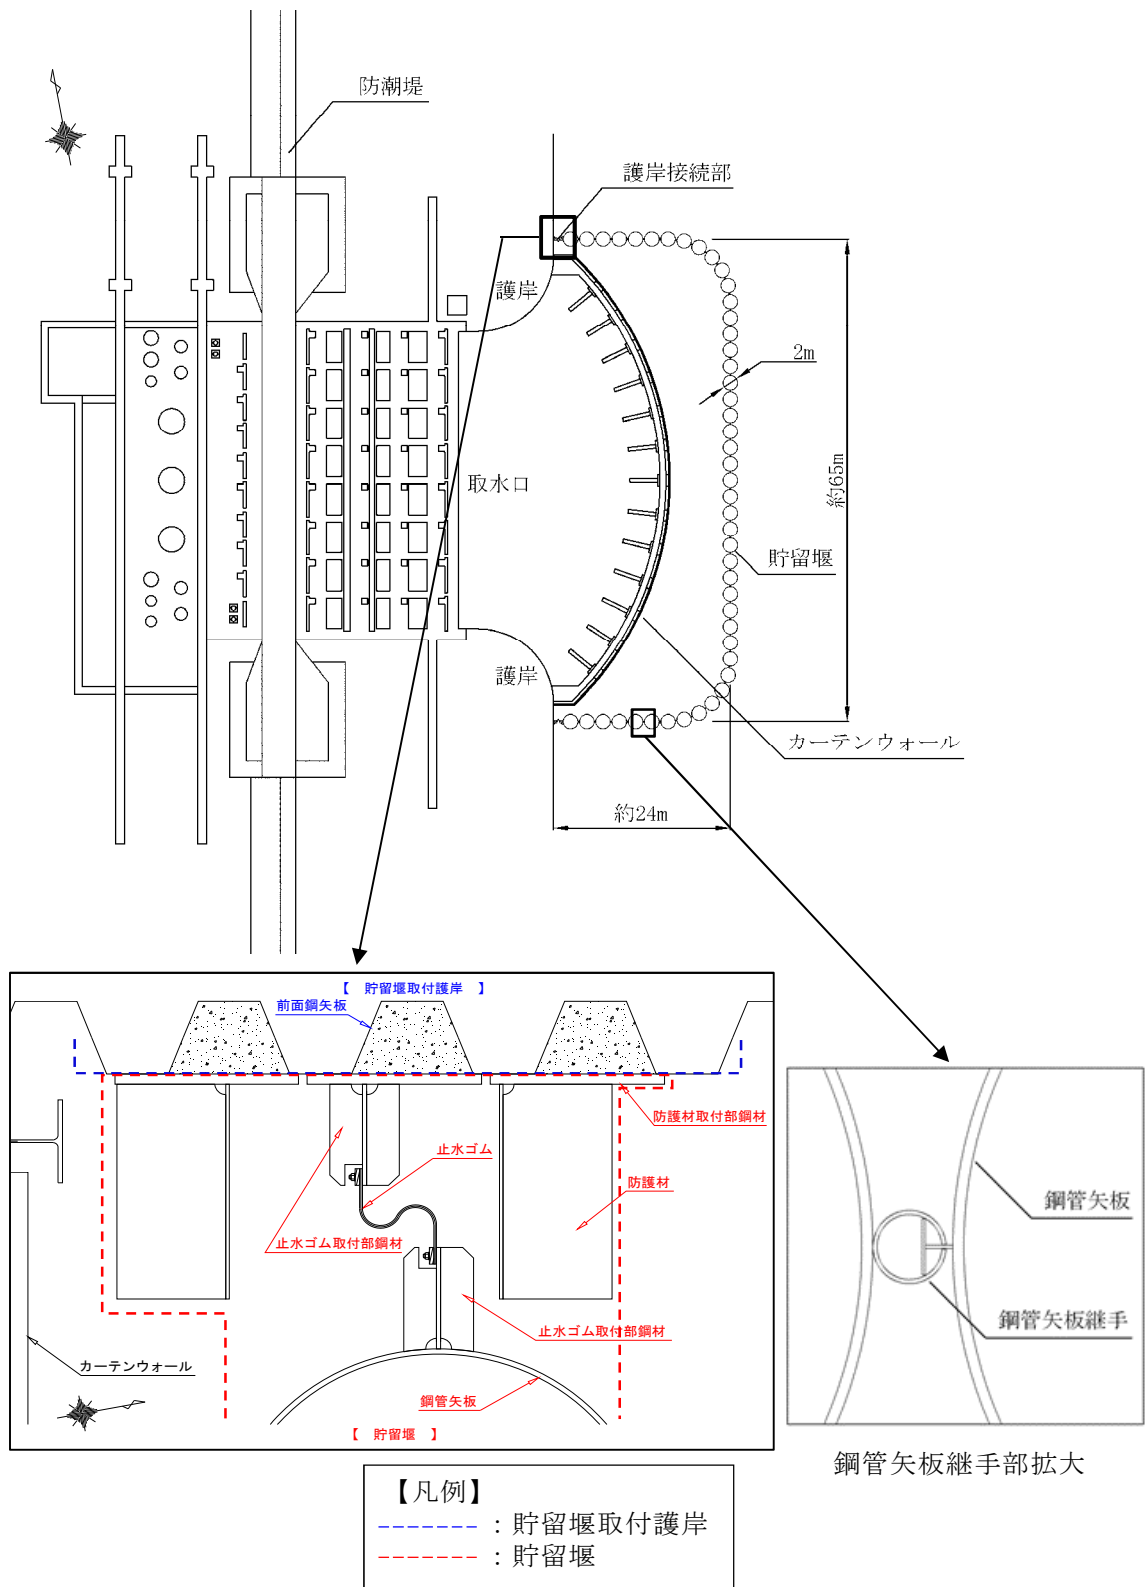 防潮堤
護岸接続部
護岸
2m
取水口
約65m
貯留堰
護岸
カーテンウォール
約24m
【 貯留堰取付護岸 】
前面鋼矢板
防護材取付部鋼材
止水ゴム
防護材
止水ゴム取付部鋼材
止水ゴム取付部鋼材
カーテンウォール
鋼管矢板
【 貯留堰 】
鋼管矢板
鋼管矢板継手
鋼管矢板継手部拡大
【凡例】
：貯留堰取付護岸
：貯留堰